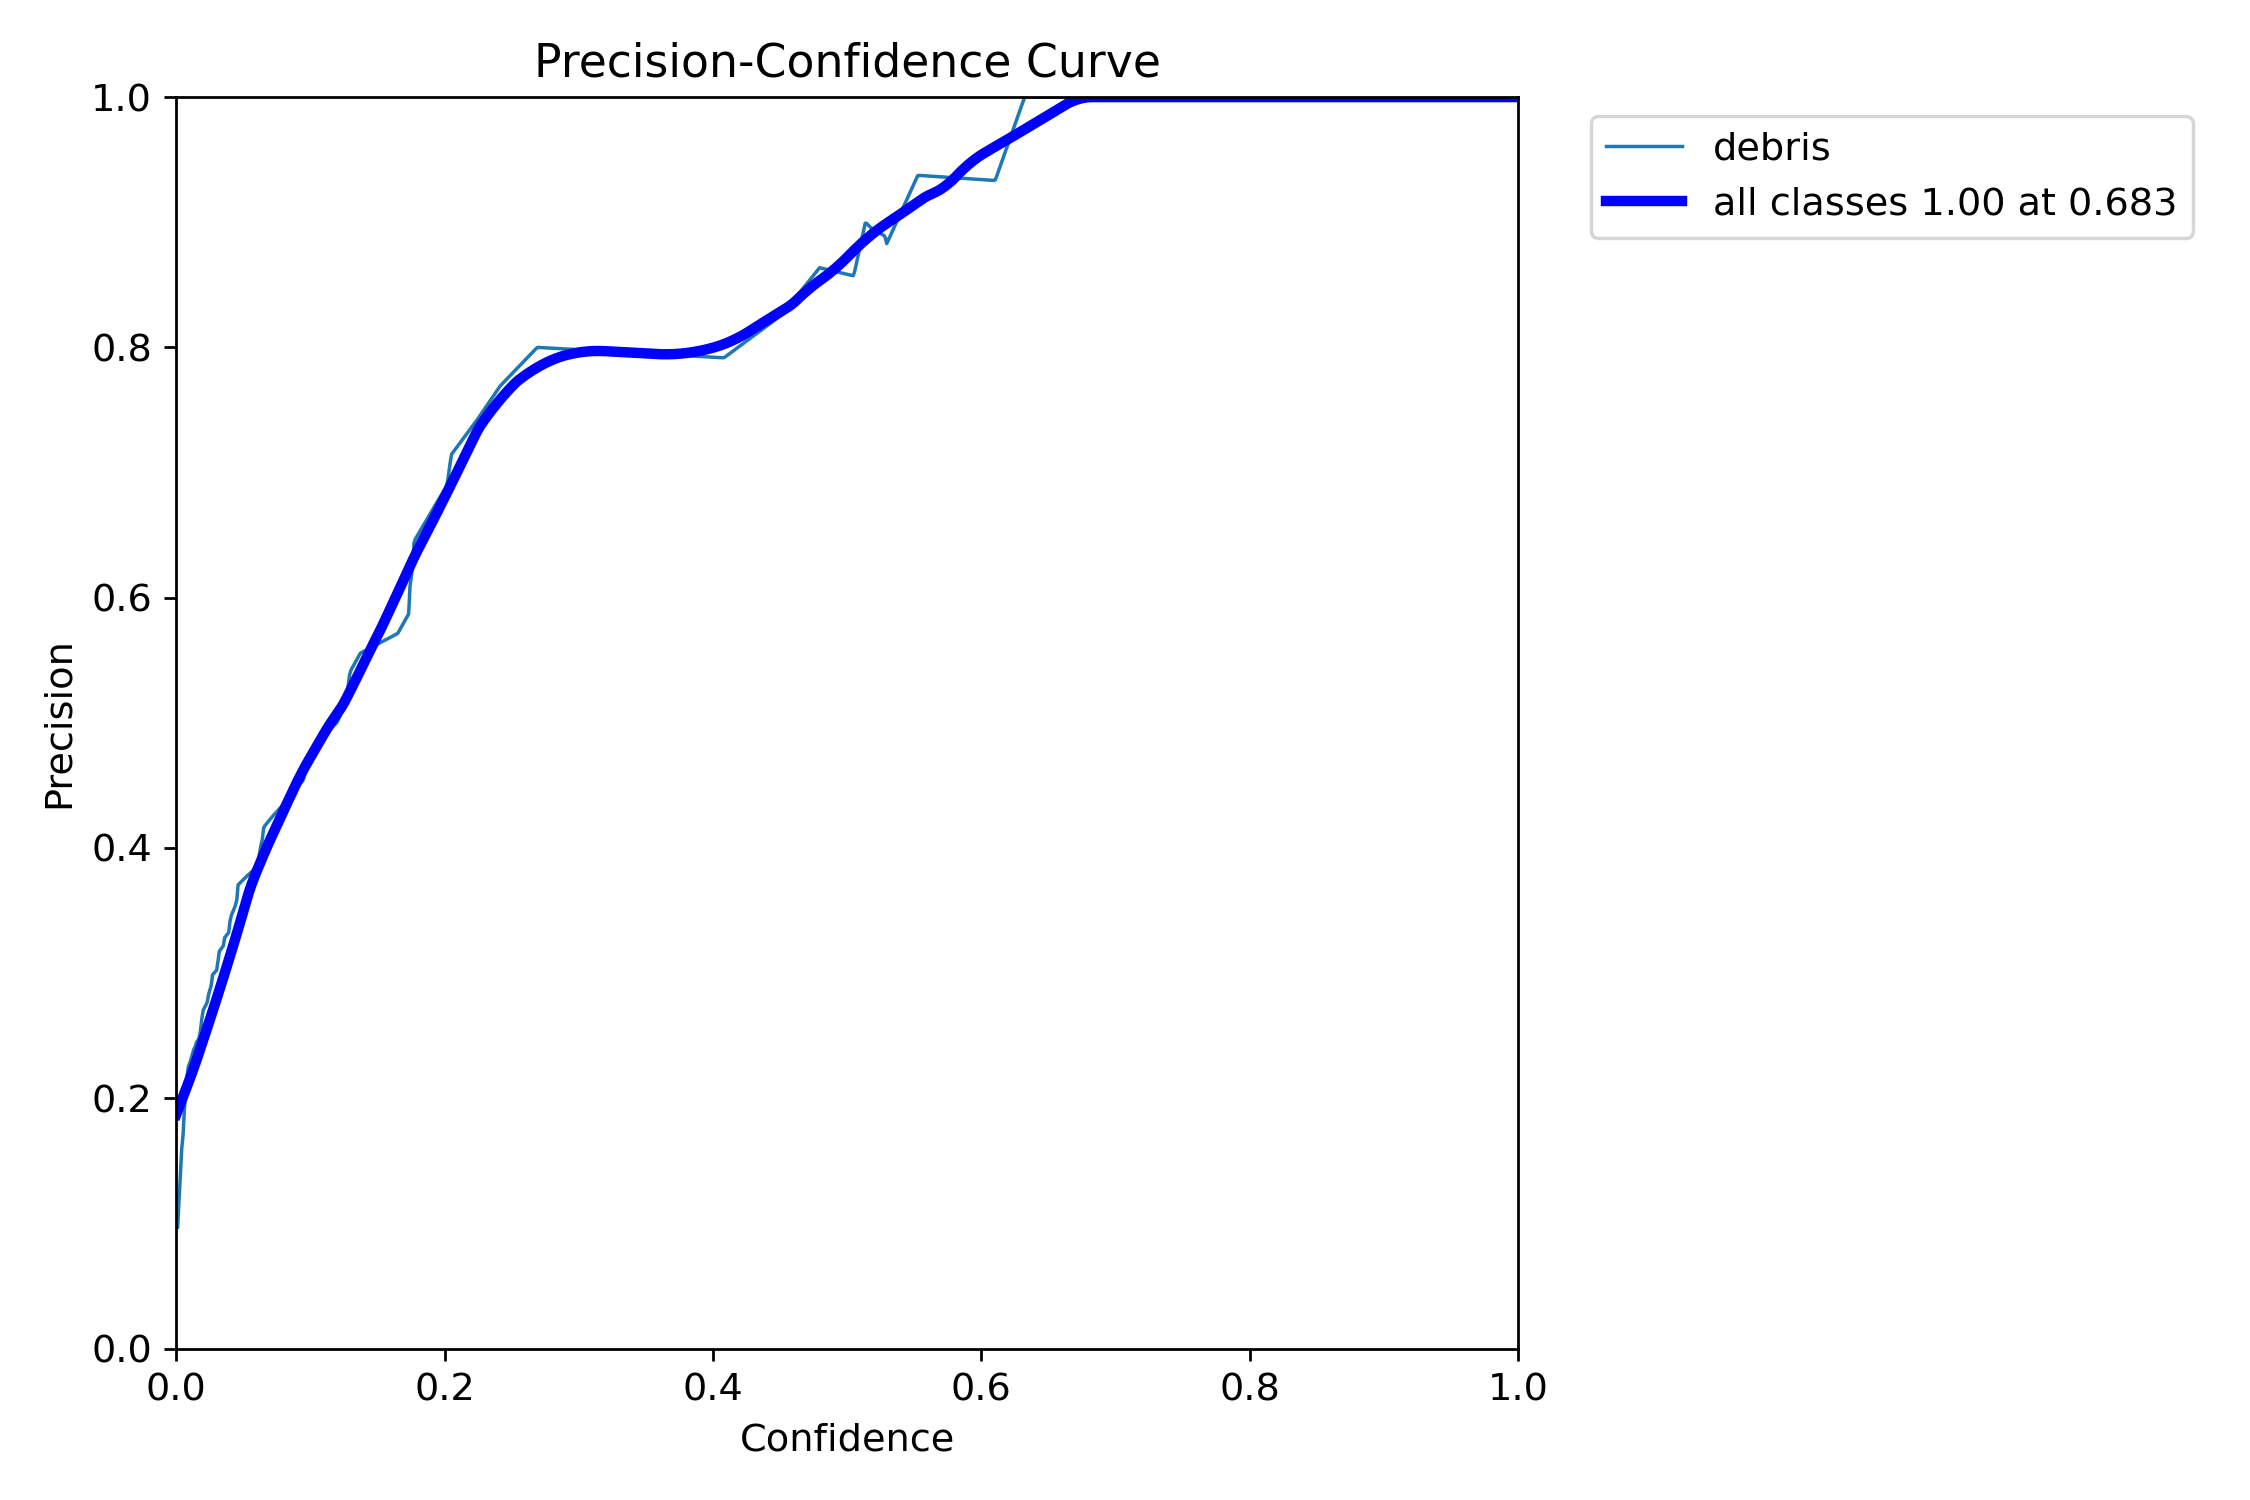 Precision-Confidence Curve
1.0
0.8
0.6
0.4
0.2
0.0
Precision
0.0 0.2 0.4 0.6 0.8 1.0
Confidence
debris
all classes 1.00 at 0.683